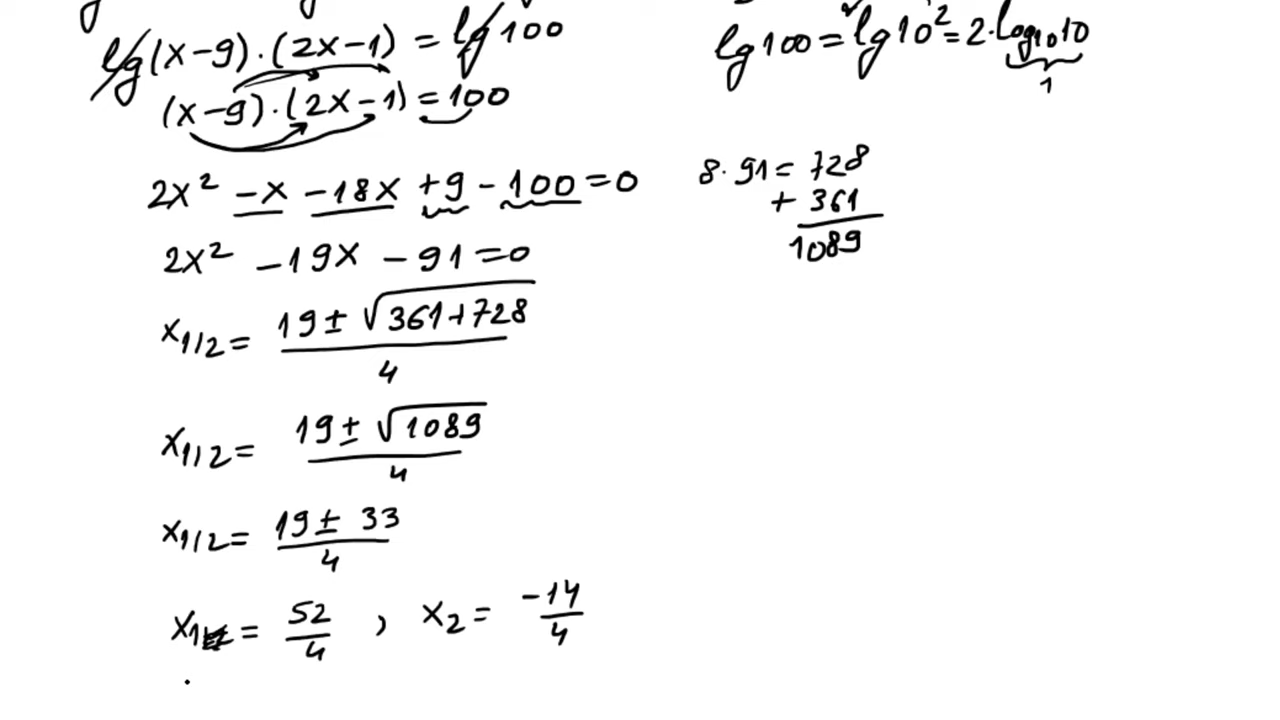 lg(x-9)·(2x-1) = lg100
(x-9)·(2x-1) = 100
2x² -x -18x +9 -100 = 0
2x² -19x -91 = 0
x1/2 = (19 ± √(361+728))/4
x1/2 = (19 ± √1089)/4
x1/2 = (19 ± 33)/4
x1 = 52/4 , x2 = -14/4
lg100 = lg10² = 2·log₁₀10
1
8·91 = 728
+ 361
1089